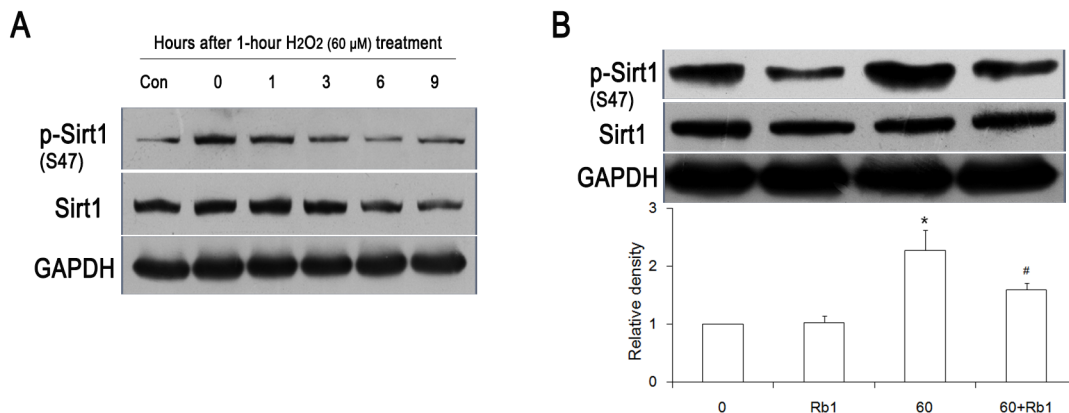 A
Hours after 1-hour H2O2 (60 µM) treatment
Con 0 1 3 6 9
p-Sirt1
(S47)
Sirt1
GAPDH
B
p-Sirt1
(S47)
Sirt1
GAPDH
3
2
1
0
Relative density
*
#
0 Rb1 60 60+Rb1